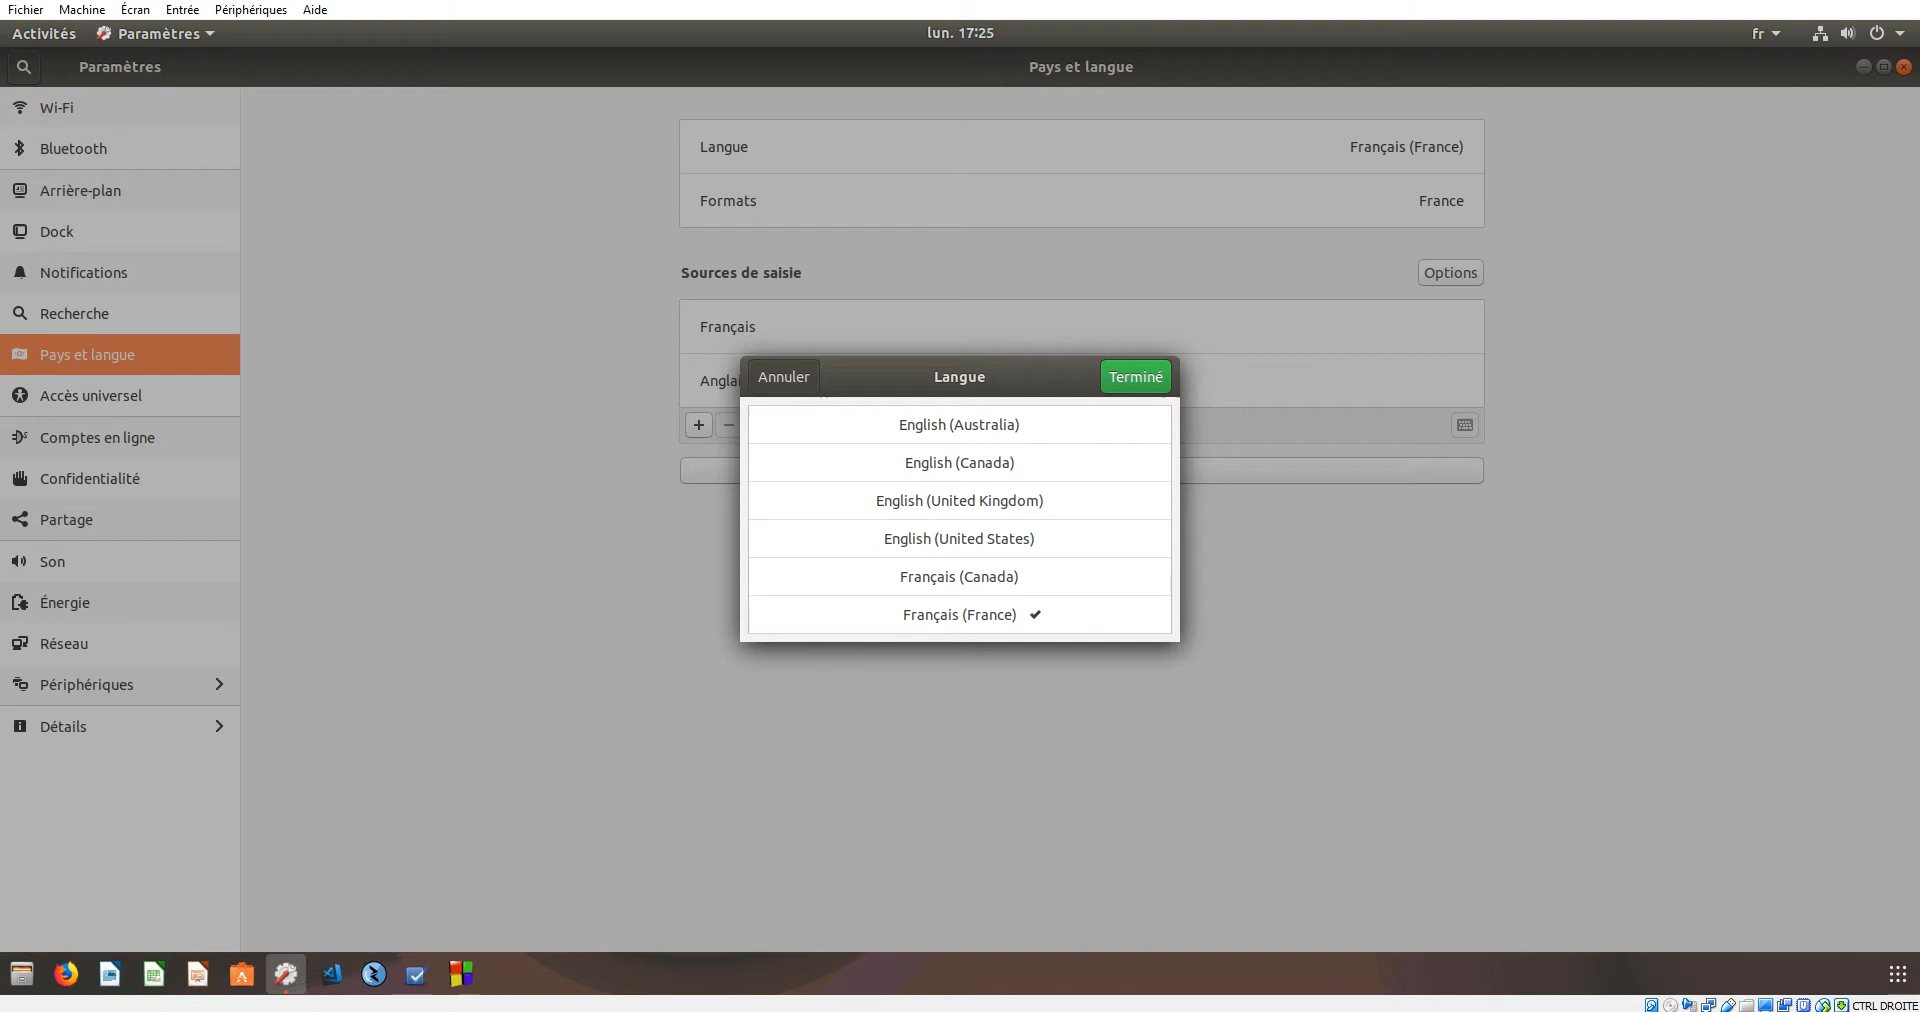 Fichier Machine Écran Entrée Périphériques Aide
Activités Paramètres lun. 17:25 fr
Paramètres Pays et langue
Wi-Fi
Bluetooth
Arrière-plan
Dock
Notifications
Recherche
Pays et langue
Accès universel
Comptes en ligne
Confidentialité
Partage
Son
Énergie
Réseau
Périphériques
Détails
Langue Français (France)
Formats France
Sources de saisie Options
Français
Annuler Langue Terminé
English (Australia)
English (Canada)
English (United Kingdom)
English (United States)
Français (Canada)
Français (France)
CTRL DROITE